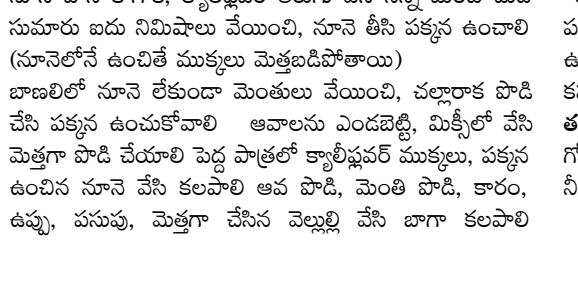 సుమారు ఐదు నిమిషాలు వేయించి, నూనె తీసి పక్కన ఉంచాలి
(నూనెలోనే ఉంచితే ముక్కలు మెత్తబడిపోతాయి)
బాణలిలో నూనె లేకుండా మెంతులు వేయించి, చల్లారాక పొడి
చేసి పక్కన ఉంచుకోవాలి ఆవాలను ఎండబెట్టి, మిక్సీలో వేసి
మెత్తగా పొడి చేయాలి పెద్ద పాత్రలో క్యాలీఫ్లవర్ ముక్కలు, పక్కన
ఉంచిన నూనె వేసి కలపాలి ఆవ పొడి, మెంతి పొడి, కారం,
ఉప్పు, పసుపు, మెత్తగా చేసిన వెల్లుల్లి వేసి బాగా కలపాలి